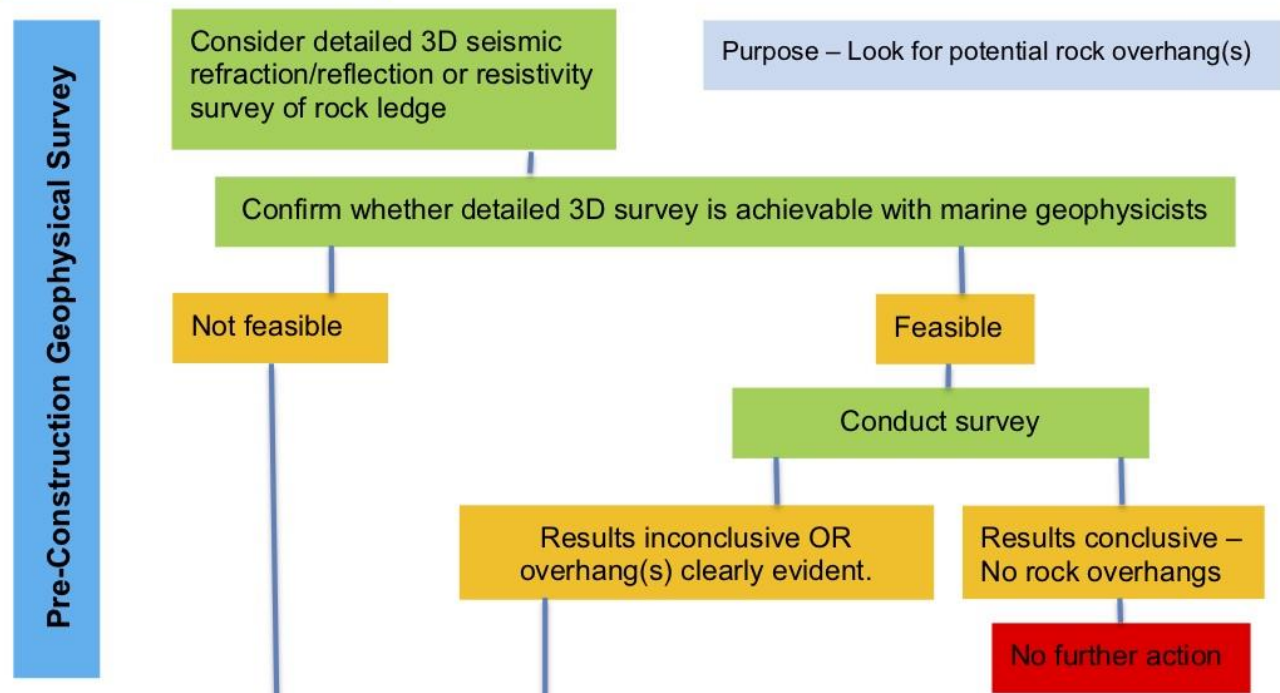 Pre-Construction Geophysical Survey
Consider detailed 3D seismic
refraction/reflection or resistivity
survey of rock ledge
Purpose – Look for potential rock overhang(s)
Confirm whether detailed 3D survey is achievable with marine geophysicists
Not feasible
Feasible
Conduct survey
Results inconclusive OR
overhang(s) clearly evident.
Results conclusive –
No rock overhangs
No further action